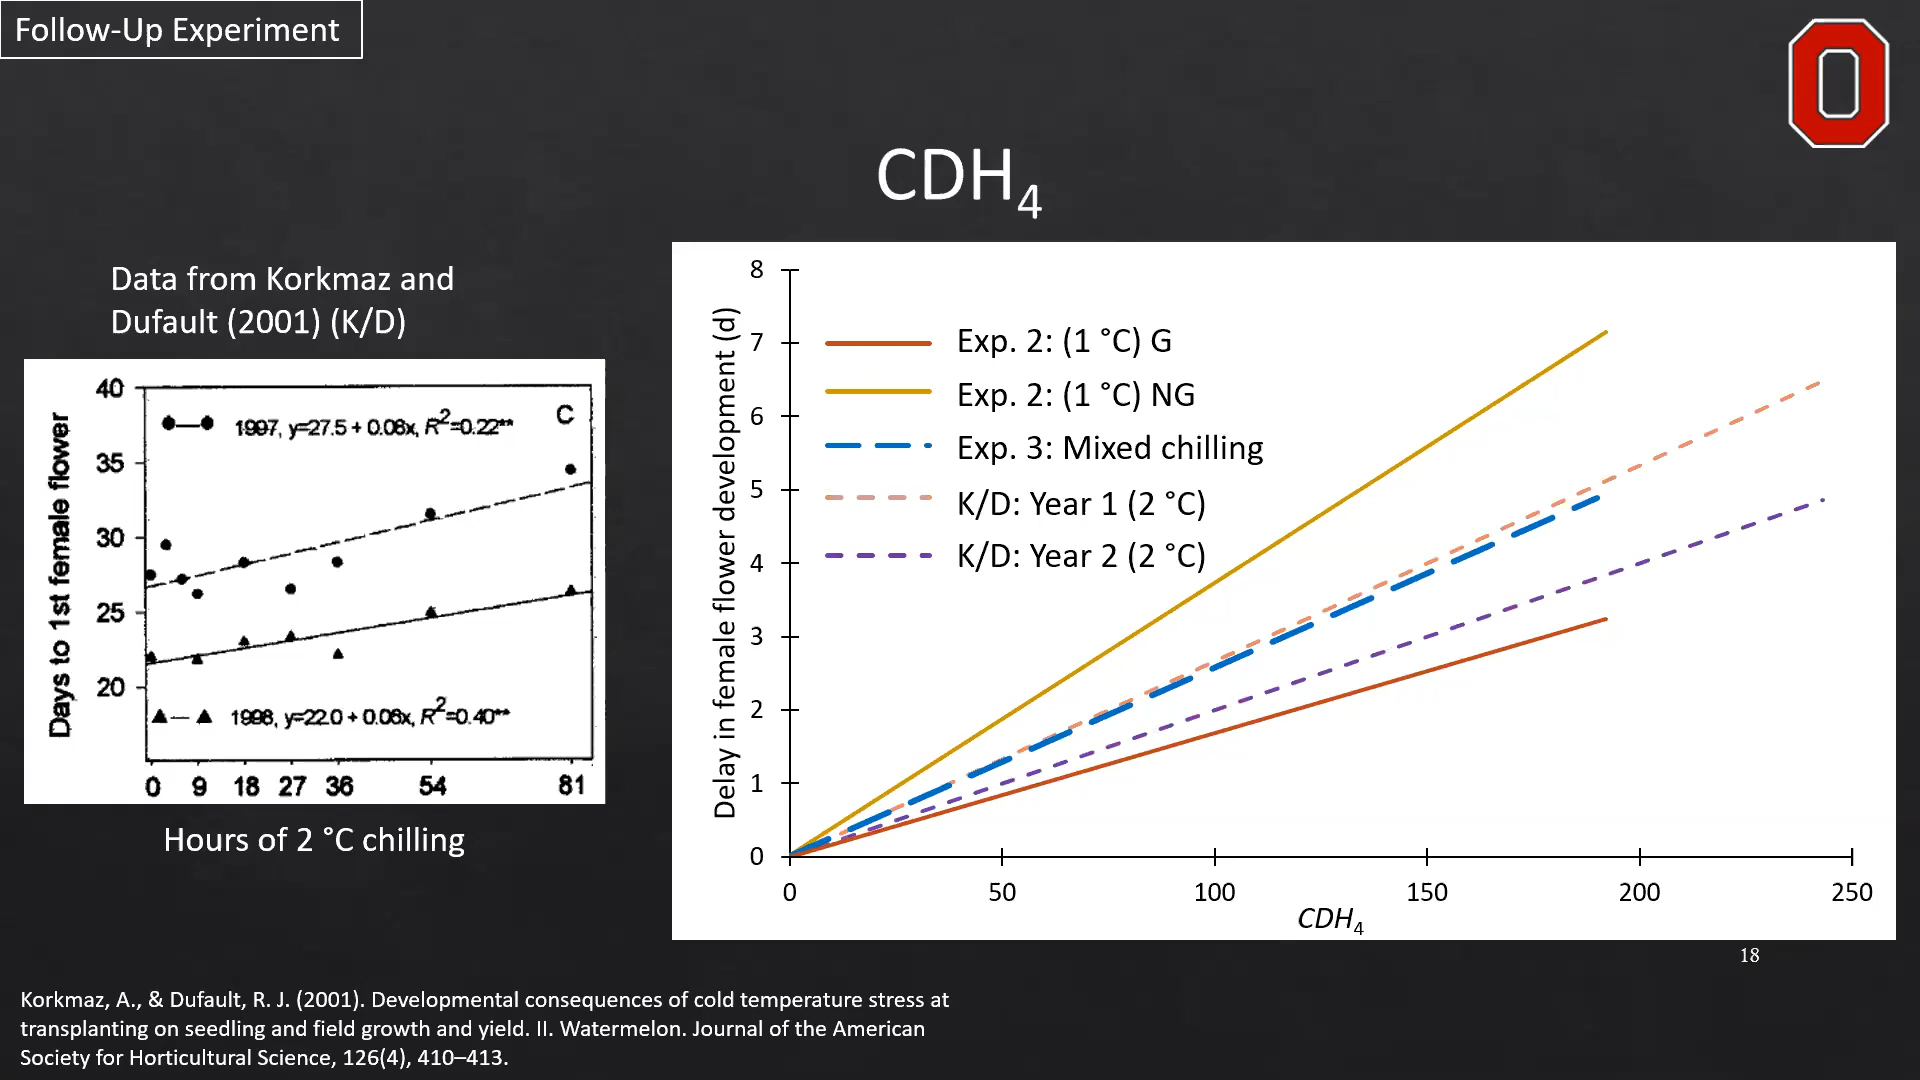 Follow-Up Experiment
O
CDH4
Data from Korkmaz and
Dufault (2001) (K/D)
Days to 1st female flower
40
35
30
25
20
1997, y=27.5 + 0.08x, R2=0.22**
C
1998, y=22.0 + 0.06x, R2=0.40**
0 9 18 27 36 54 81
Hours of 2 °C chilling
Delay in female flower development (d)
8
7
6
5
4
3
2
1
0
Exp. 2: (1 °C) G
Exp. 2: (1 °C) NG
Exp. 3: Mixed chilling
K/D: Year 1 (2 °C)
K/D: Year 2 (2 °C)
0 50 100 150 200 250
CDH4
18
Korkmaz, A., & Dufault, R. J. (2001). Developmental consequences of cold temperature stress at
transplanting on seedling and field growth and yield. II. Watermelon. Journal of the American
Society for Horticultural Science, 126(4), 410–413.